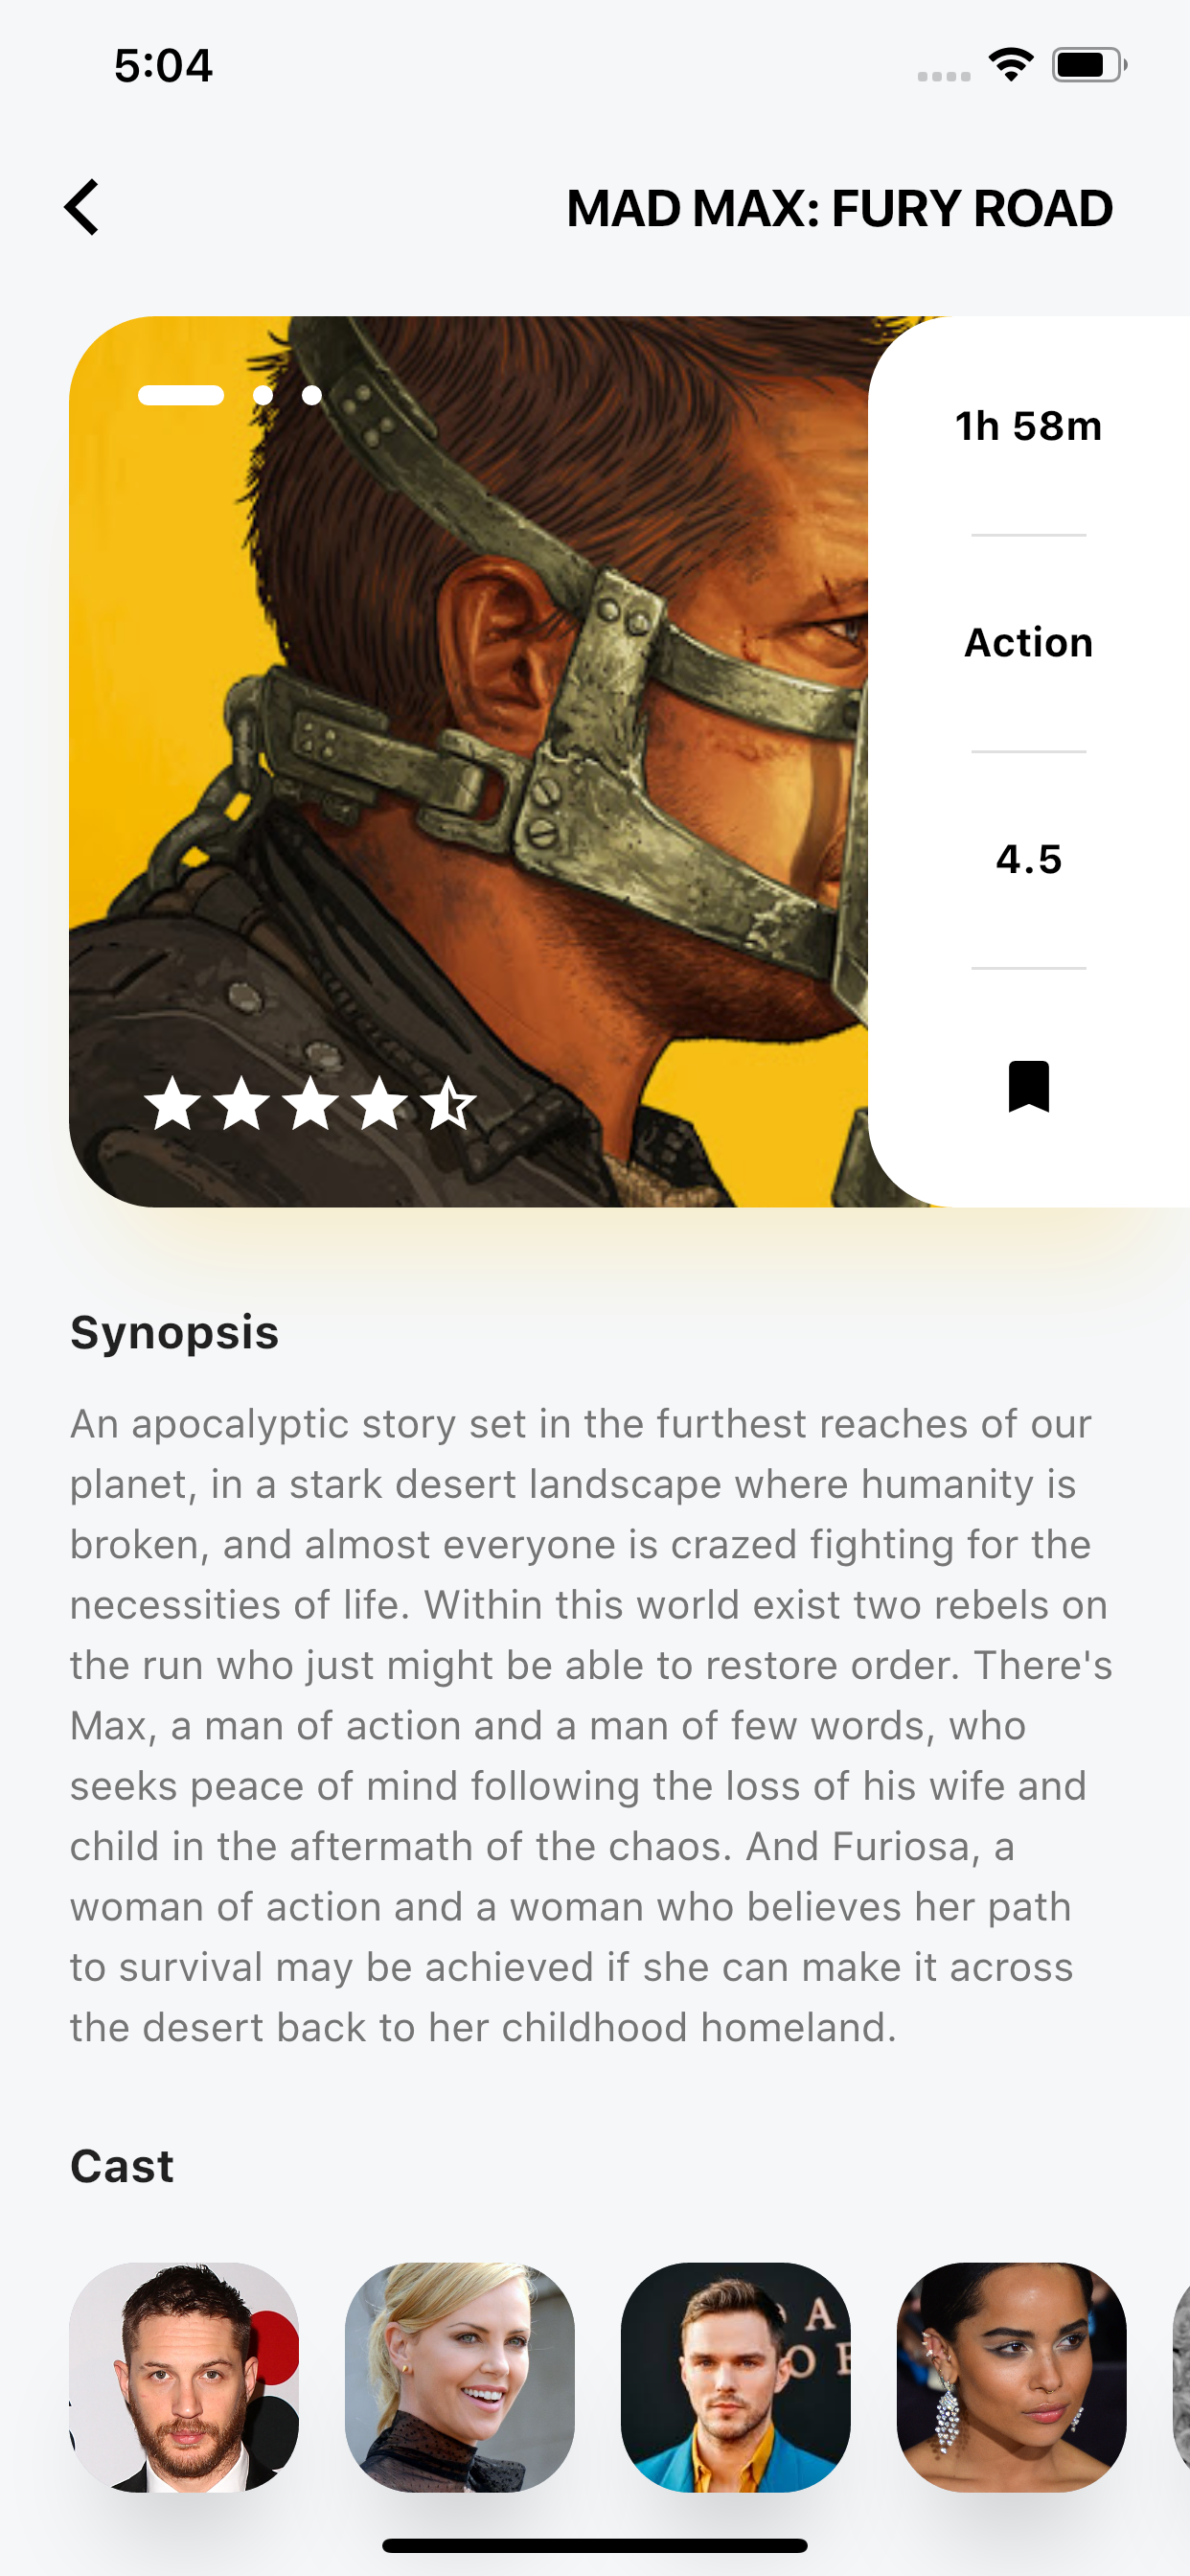 5:04
MAD MAX: FURY ROAD
1h 58m
Action
4.5
Synopsis
An apocalyptic story set in the furthest reaches of our
planet, in a stark desert landscape where humanity is
broken, and almost everyone is crazed fighting for the
necessities of life. Within this world exist two rebels on
the run who just might be able to restore order. There's
Max, a man of action and a man of few words, who
seeks peace of mind following the loss of his wife and
child in the aftermath of the chaos. And Furiosa, a
woman of action and a woman who believes her path
to survival may be achieved if she can make it across
the desert back to her childhood homeland.
Cast